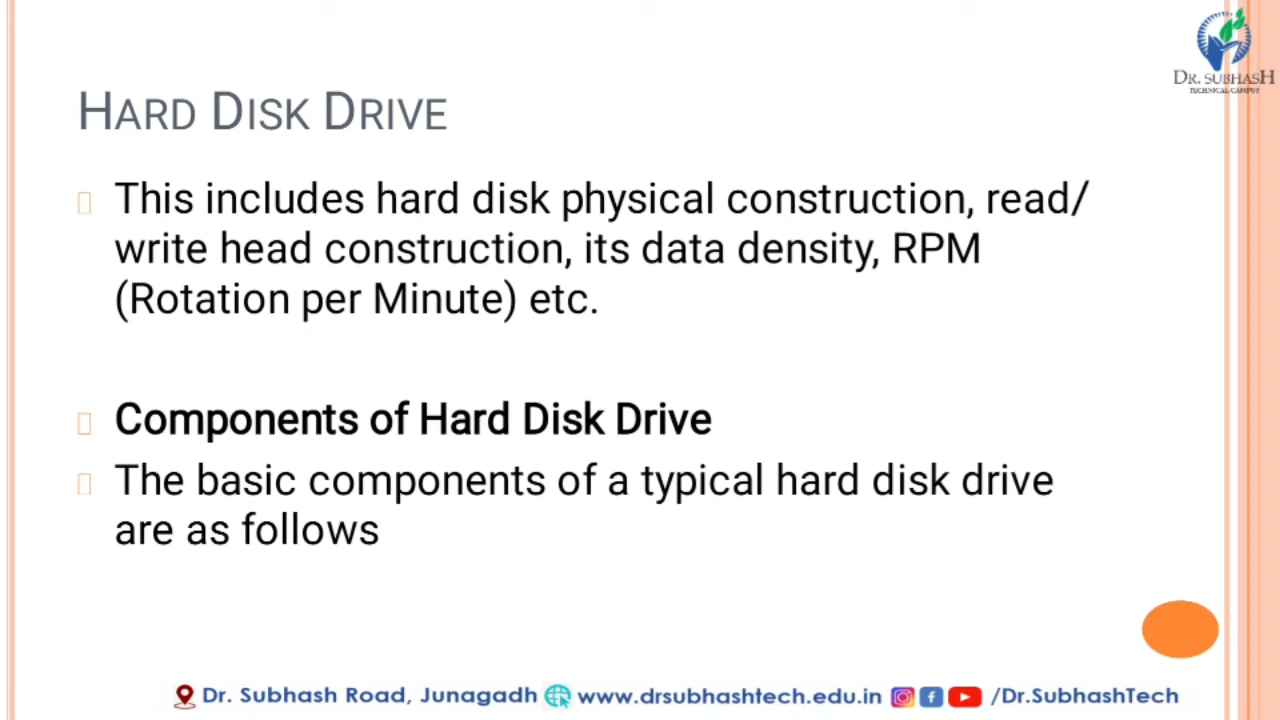 DR. SUBHASH
TECHNICAL CAMPUS
HARD DISK DRIVE
This includes hard disk physical construction, read/
write head construction, its data density, RPM
(Rotation per Minute) etc.
Components of Hard Disk Drive
The basic components of a typical hard disk drive
are as follows
Dr. Subhash Road, Junagadh www.drsubhashtech.edu.in /Dr.SubhashTech